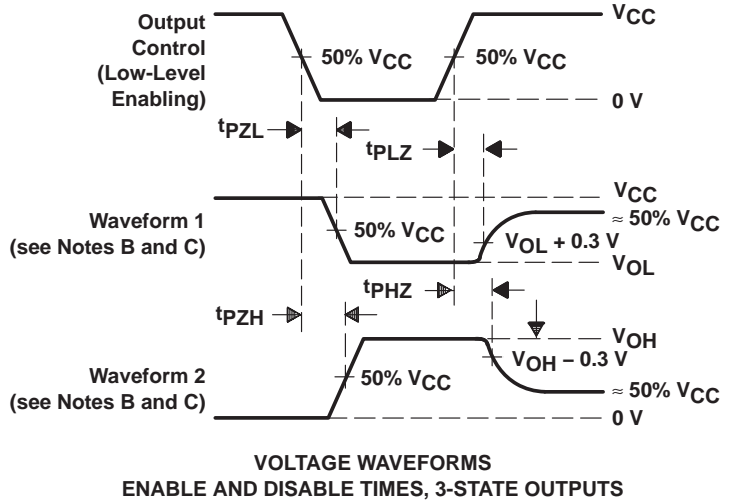 Output
Control
(Low-Level
Enabling)
50% VCC
50% VCC
VCC
0 V
tPZL
tPLZ
Waveform 1
(see Notes B and C)
50% VCC
VOL + 0.3 V
VCC
≈ 50% VCC
VOL
tPZH
tPHZ
Waveform 2
(see Notes B and C)
50% VCC
VOH − 0.3 V
VOH
≈ 50% VCC
0 V
VOLTAGE WAVEFORMS
ENABLE AND DISABLE TIMES, 3-STATE OUTPUTS